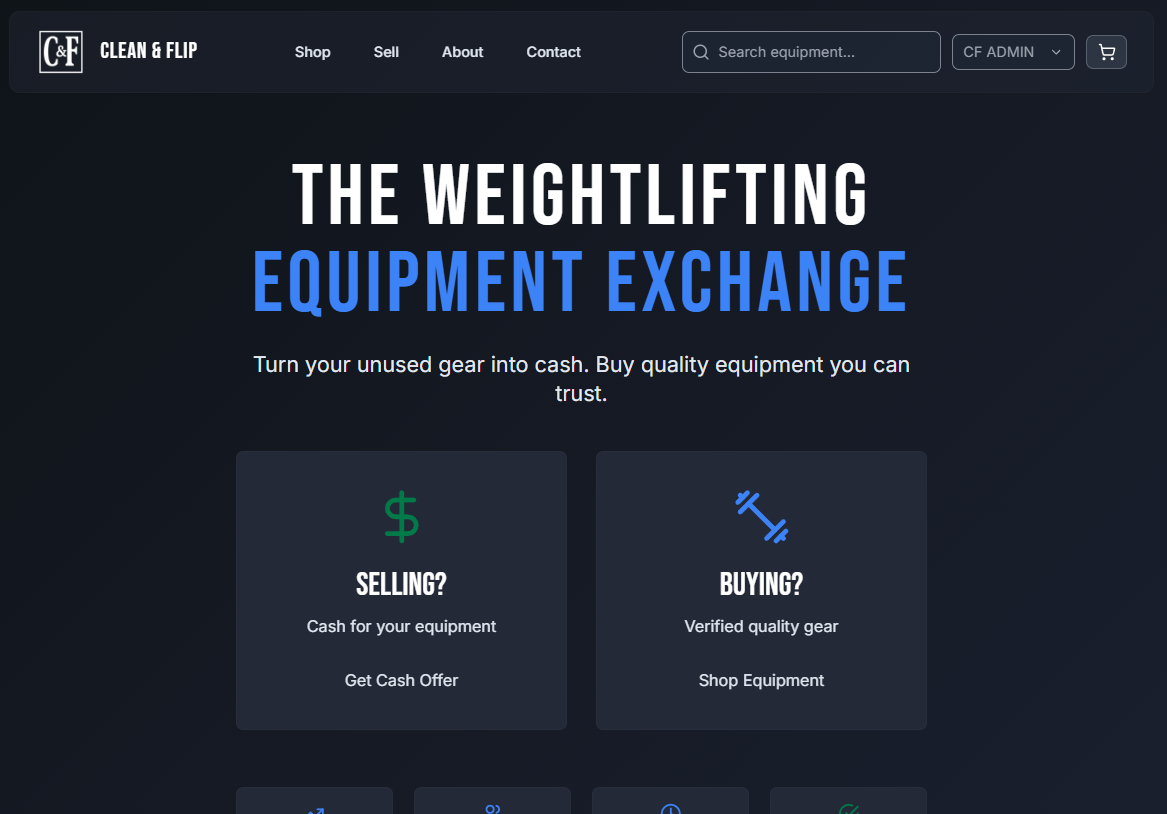 C&F
CLEAN & FLIP
Shop
Sell
About
Contact
Search equipment...
CF ADMIN
THE WEIGHTLIFTING
EQUIPMENT EXCHANGE
Turn your unused gear into cash. Buy quality equipment you can
trust.
SELLING?
Cash for your equipment
Get Cash Offer
BUYING?
Verified quality gear
Shop Equipment